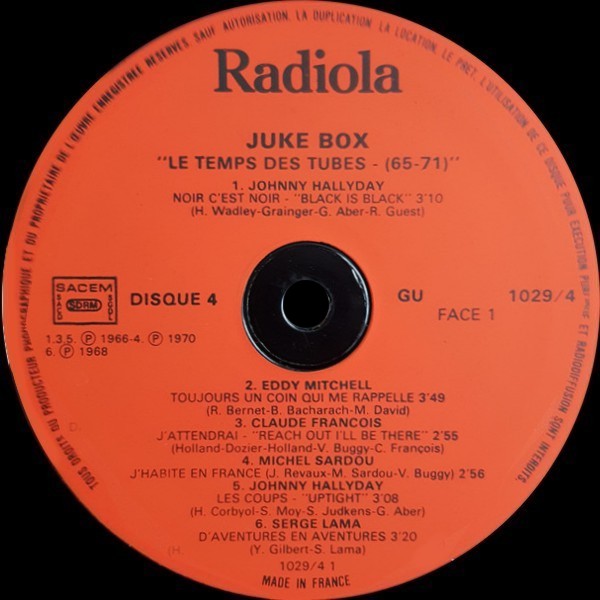 TOUS DROITS DU PRODUCTEUR PHONOGRAPHIQUE ET DU PROPRIETAIRE DE L'ŒUVRE ENREGISTREE RESERVES. SAUF AUTORISATION, LA DUPLICATION, LA LOCATION, LE PRET, L'UTILISATION DE CE DISQUE POUR EXECUTION PUBLIQUE ET RADIODIFFUSION SONT INTERDITS.
Radiola
JUKE BOX
"LE TEMPS DES TUBES - (65-71)"
1. JOHNNY HALLYDAY
NOIR C'EST NOIR - "BLACK IS BLACK" 3'10
(H. Wadley-Grainger-G. Aber-R. Guest)
SACEM
SACD SDRM SGDL
DISQUE 4
GU 1029/4
FACE 1
1.3.5. Ⓟ 1966-4. Ⓟ 1970
6. Ⓟ 1968
2. EDDY MITCHELL
TOUJOURS UN COIN QUI ME RAPPELLE 3'49
(R. Bernet-B. Bacharach-M. David)
3. CLAUDE FRANCOIS
J'ATTENDRAI - "REACH OUT I'LL BE THERE" 2'55
(Holland-Dozier-Holland-V. Buggy-C. François)
4. MICHEL SARDOU
J'HABITE EN FRANCE (J. Revaux-M. Sardou-V. Buggy) 2'56
5. JOHNNY HALLYDAY
LES COUPS - "UPTIGHT" 3'08
(H. Corbyol-S. Moy-S. Judkens-G. Aber)
6. SERGE LAMA
D'AVENTURES EN AVENTURES 3'20
(Y. Gilbert-S. Lama)
1029/4 1
MADE IN FRANCE